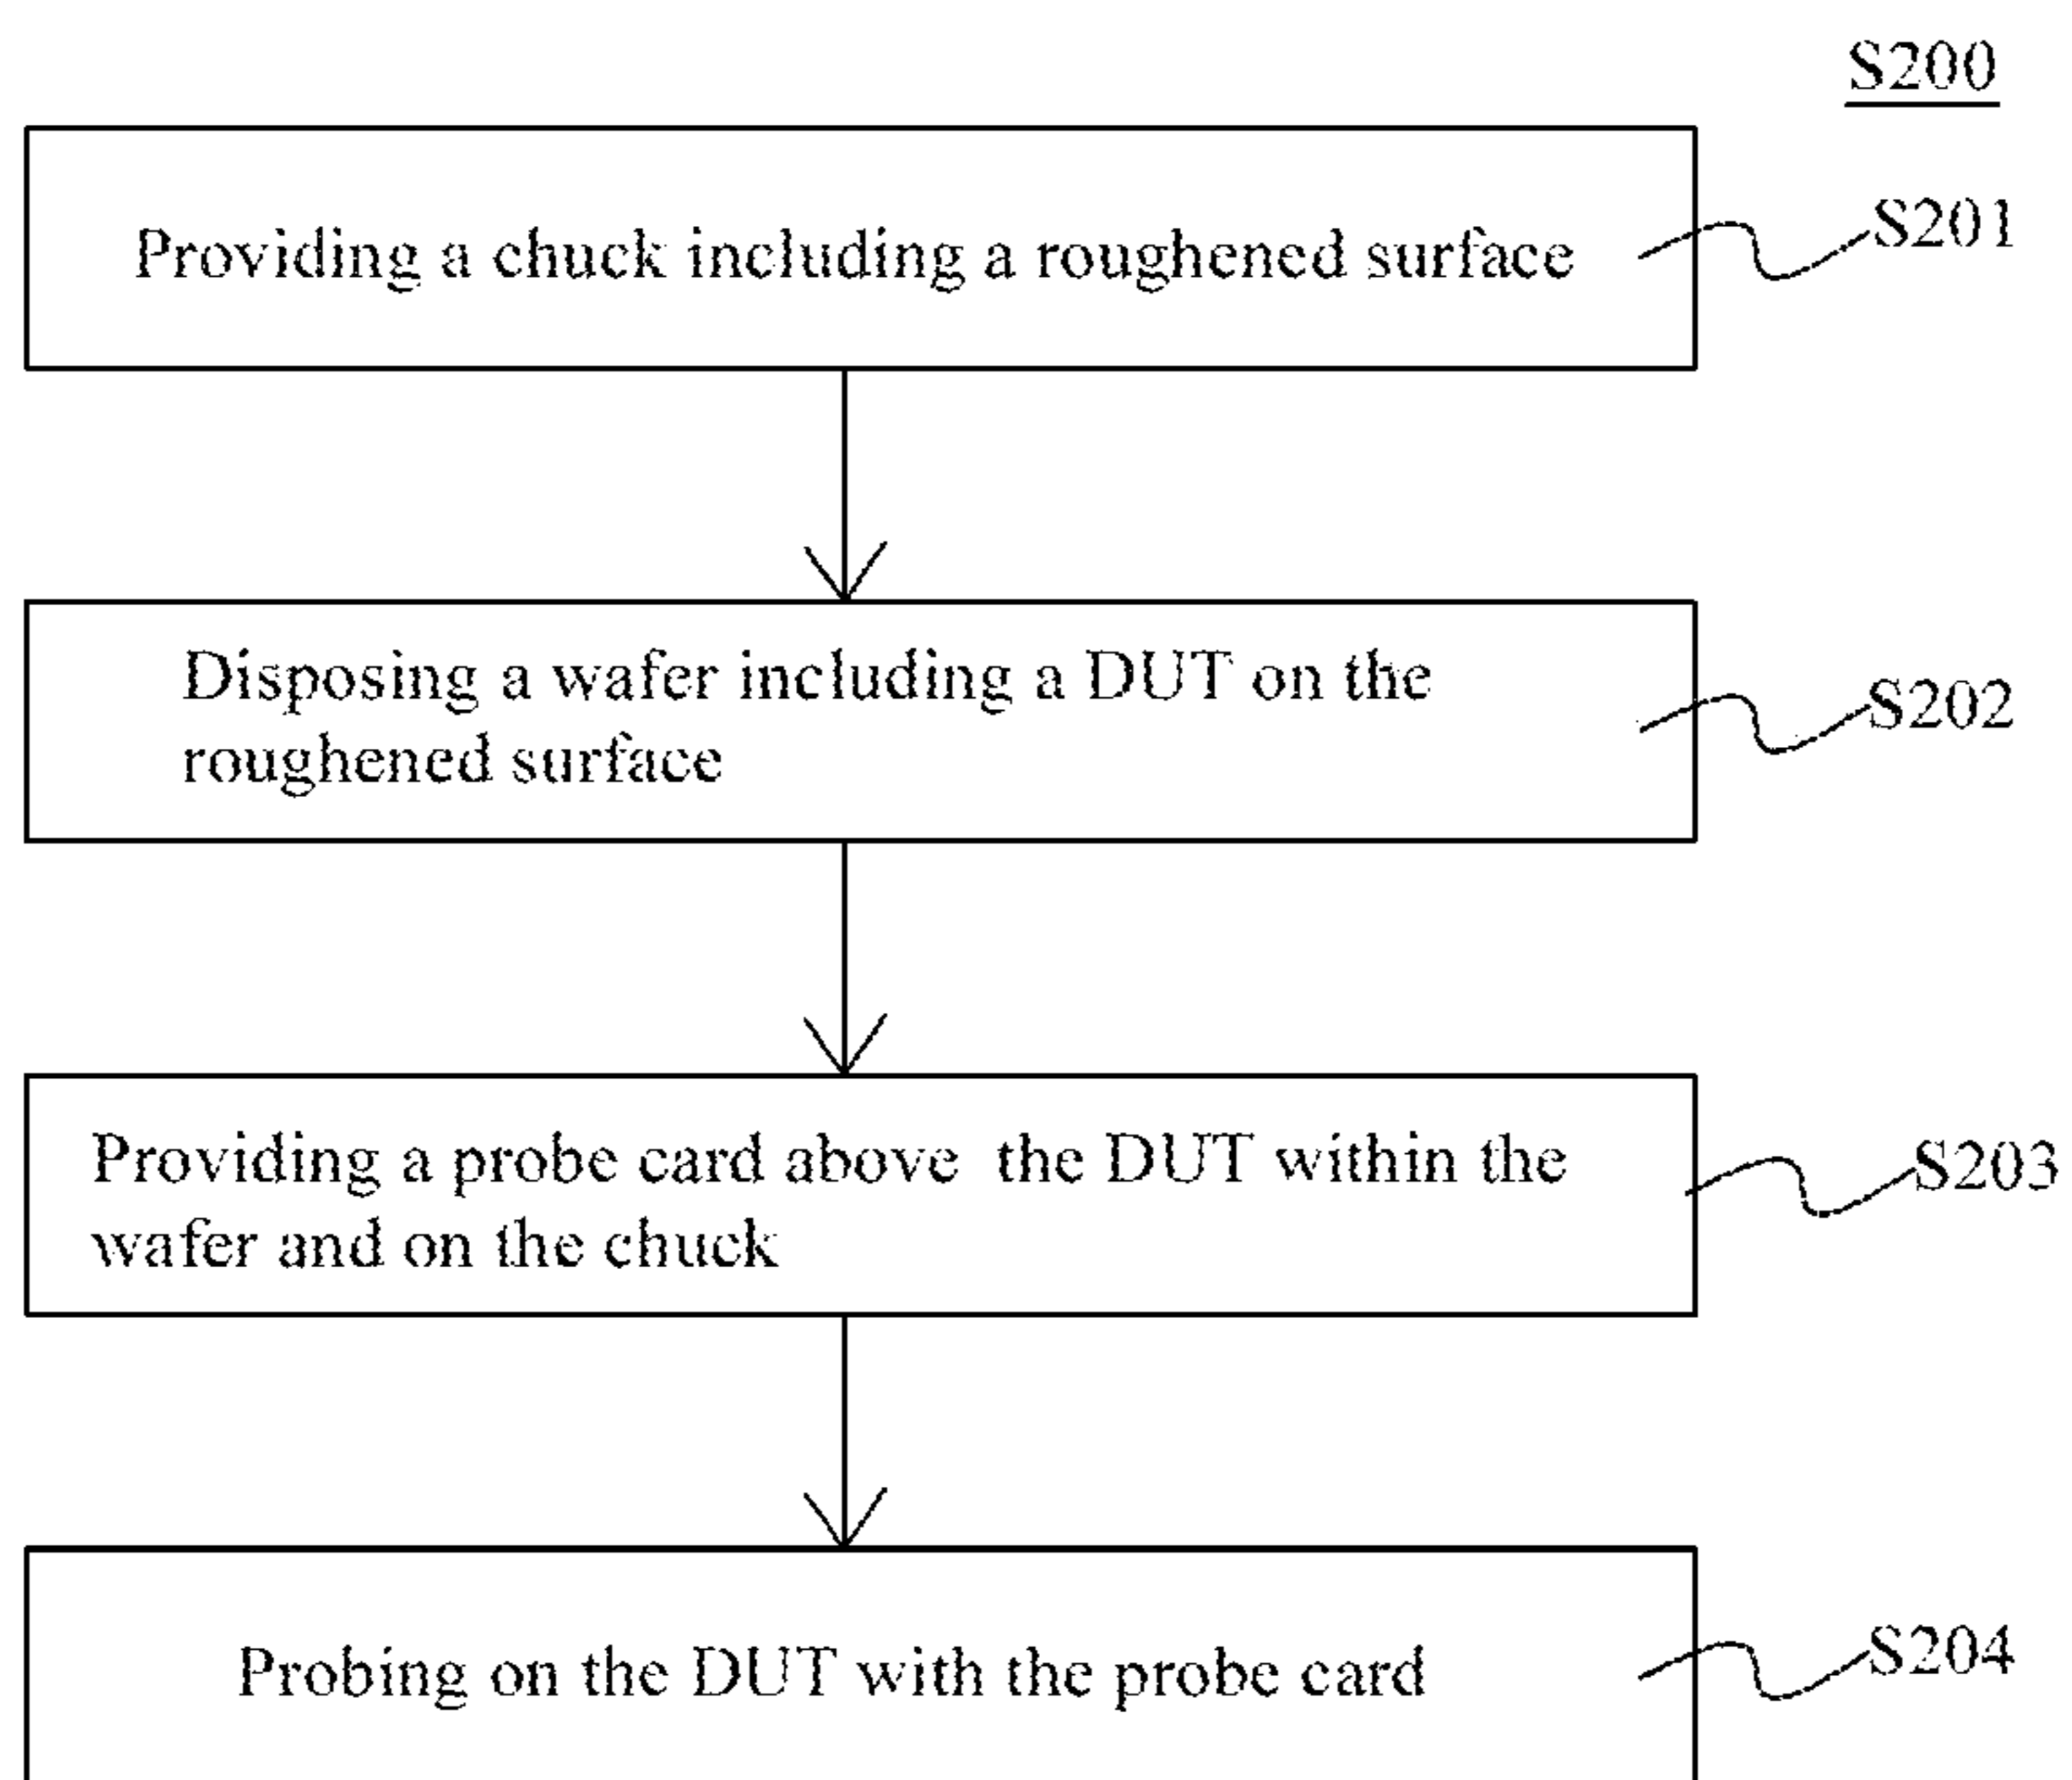 S200
Providing a chuck including a roughened surface
S201
Disposing a wafer including a DUT on the
roughened surface
S202
Providing a probe card above the DUT within the
wafer and on the chuck
S203
Probing on the DUT with the probe card
S204